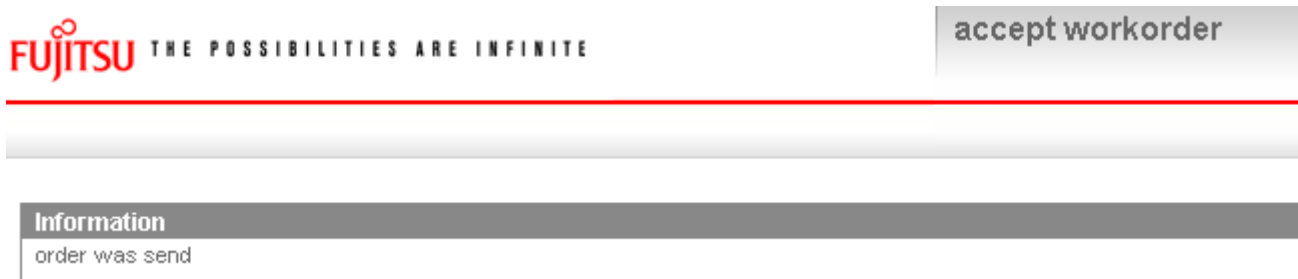 FUJITSU THE POSSIBILITIES ARE INFINITE
accept workorder
Information
order was send